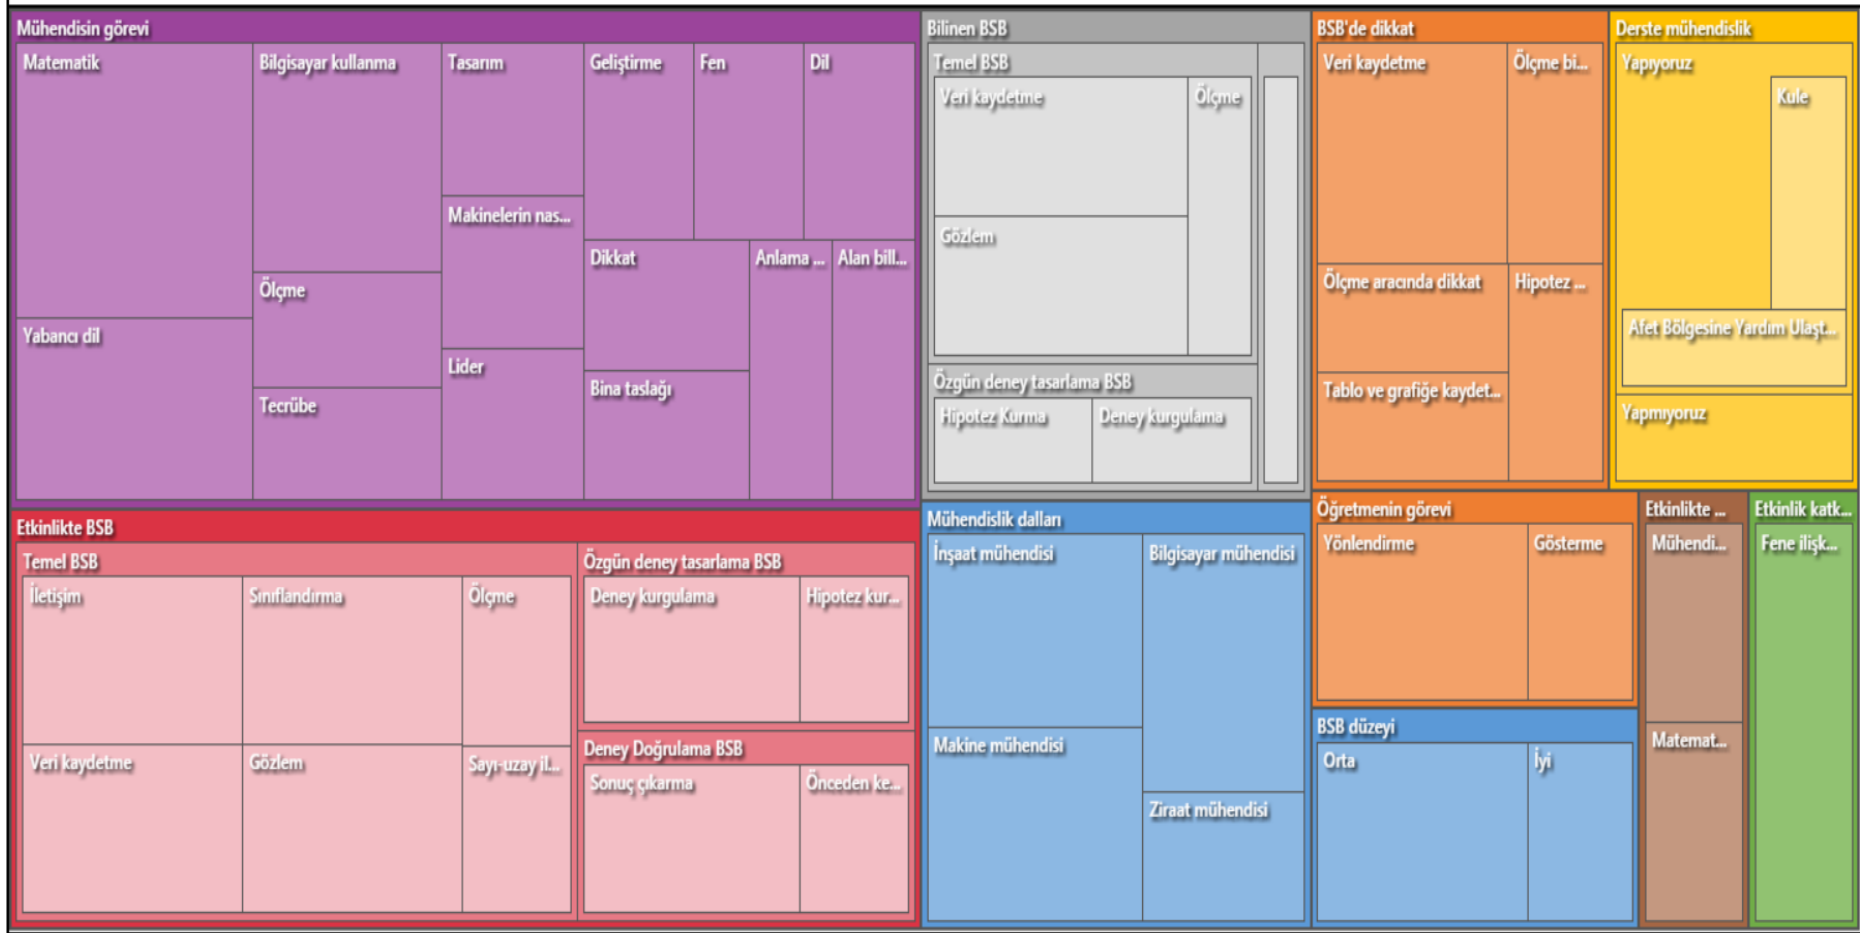 Mühendisin görevi
Matematik
Bilgisayar kullanma
Tasarım
Geliştirme
Fen
Dil
Makinelerin nas...
Dikkat
Anlama ...
Alan bill...
Ölçme
Yabancı dil
Lider
Bina taslağı
Tecrübe
Bilinen BSB
Temel BSB
Veri kaydetme
Ölçme
Gözlem
Özgün deney tasarlama BSB
Hipotez Kurma
Deney kurgulama
BSB'de dikkat
Veri kaydetme
Ölçme bi...
Ölçme aracında dikkat
Hipotez ...
Tablo ve grafiğe kaydet...
Derste mühendislik
Yapıyoruz
Kule
Afet Bölgesine Yardım Ulaşt...
Yapmıyoruz
Etkinlikte BSB
Temel BSB
İletişim
Sınıflandırma
Ölçme
Veri kaydetme
Gözlem
Sayı-uzay il...
Özgün deney tasarlama BSB
Deney kurgulama
Hipotez kur...
Deney Doğrulama BSB
Sonuç çıkarma
Önceden ke...
Mühendislik dalları
İnşaat mühendisi
Bilgisayar mühendisi
Makine mühendisi
Ziraat mühendisi
Öğretmenin görevi
Yönlendirme
Gösterme
BSB düzeyi
Orta
İyi
Etkinlikte ...
Mühendi...
Matemat...
Etkinlik katk...
Fene ilişk...